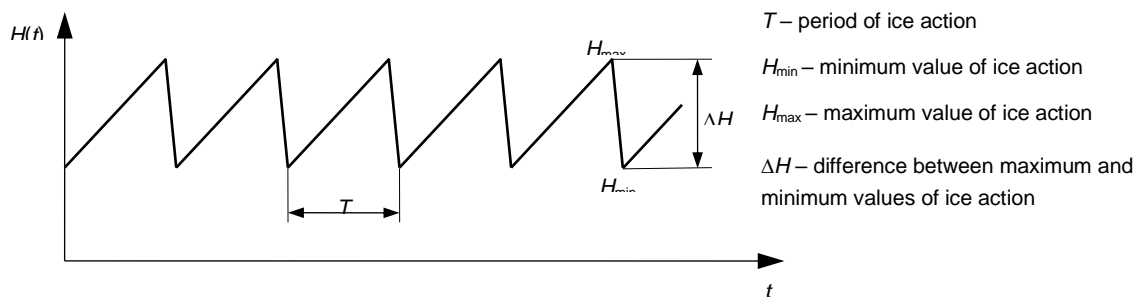 H(t)
T – period of ice action
Hmax
Hmin – minimum value of ice action
Hmax – maximum value of ice action
ΔH
ΔH – difference between maximum and
minimum values of ice action
Hmin
T
t